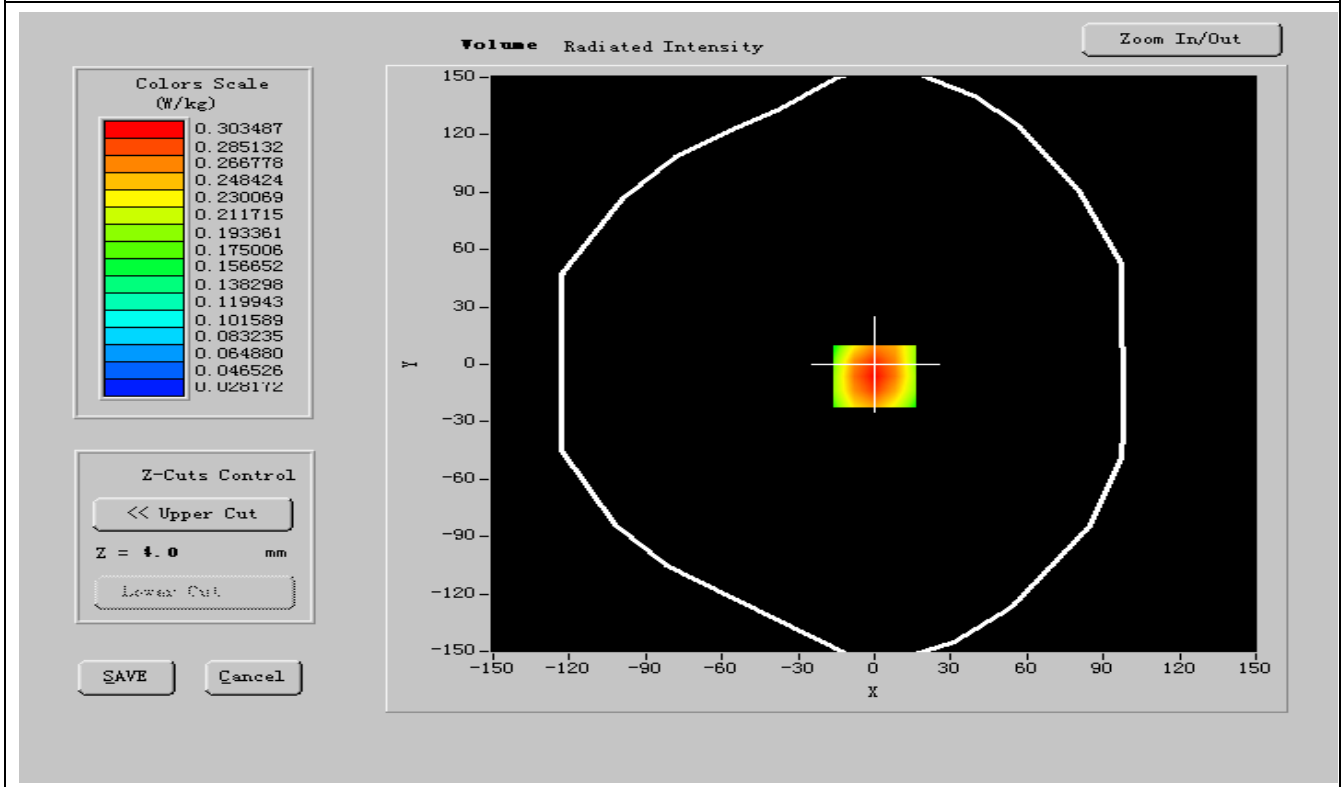 Volume Radiated Intensity
Zoom In/Out
Colors Scale
(W/kg)
0.303487
0.285132
0.266778
0.248424
0.230069
0.211715
0.193361
0.175006
0.156652
0.138298
0.119943
0.101589
0.083235
0.064880
0.046526
0.028172
Z-Cuts Control
<< Upper Cut
Z = 4.0 mm
Lower Cut
SAVE
Cancel
150
120
90
60
30
0
-30
-60
-90
-120
-150
Y
-150 -120 -90 -60 -30 0 30 60 90 120 150
X